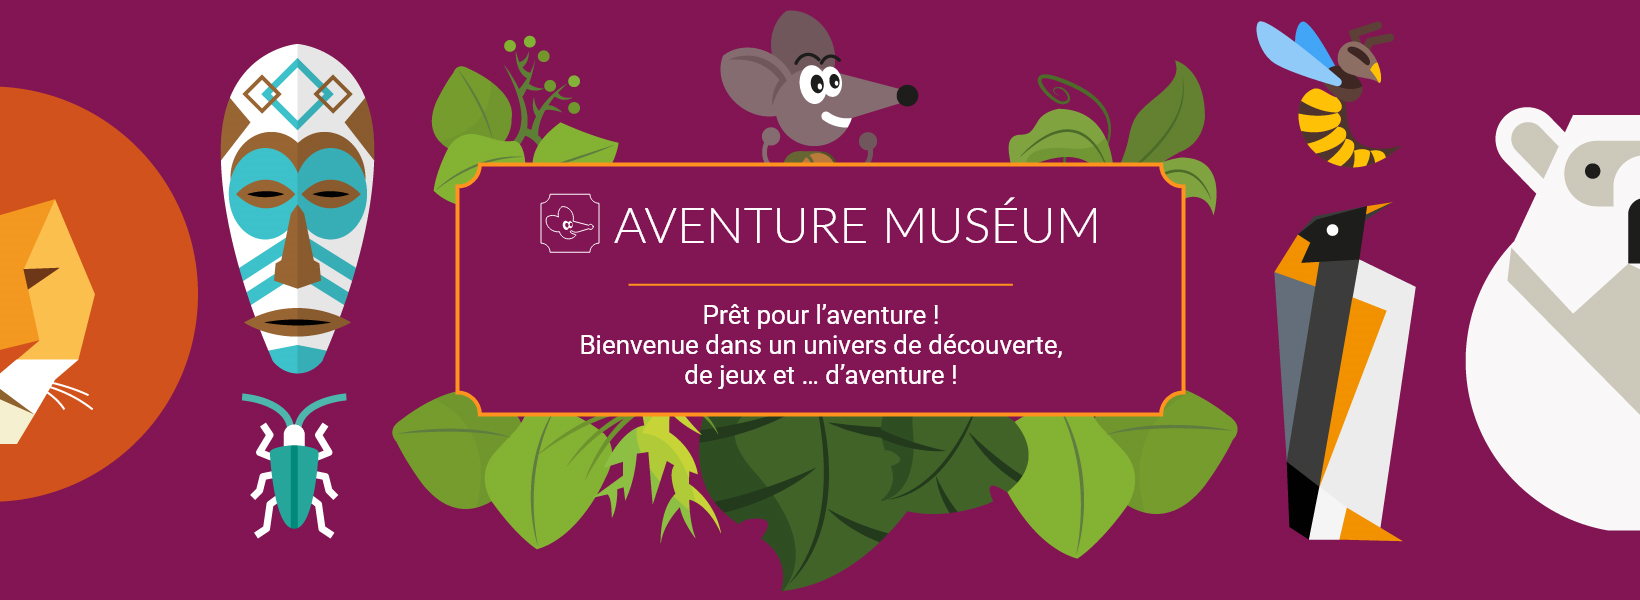 AVENTURE MUSÉUM
Prêt pour l’aventure !
Bienvenue dans un univers de découverte,
de jeux et ... d’aventure !